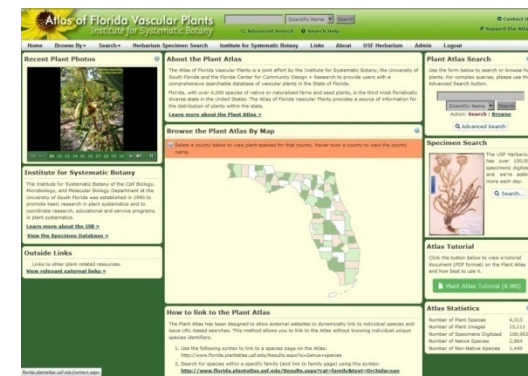 Atlas of Florida Vascular Plants
Institute for Systematic Botany
Scientific Name Search
Advanced Search Search Help
Contact U
Support the Atla
Home Browse By Search Herbarium Specimen Search Institute for Systematic Botany Links About USF Herbarium Admin Logout
Recent Plant Photos
Institute for Systematic Botany
The Institute for Systematic Botany of the Cell Biology,
Microbiology, and Molecular Biology Department at the
University of South Florida was established in 1990 to
promote basic research in plant systematics and to
coordinate research, educational and service programs
in plant systematics.
Learn more about the ISB »
View the Specimen Database »
Outside Links
Links to other plant related resources.
View relevant external links »
florida.plantatlas.usf.edu/contact.aspx
About the Plant Atlas
The Atlas of Florida Vascular Plants is a joint effort by the Institute for Systematic Botany, the University of
South Florida and the Florida Center for Community Design + Research to provide users with a
comprehensive searchable database of vascular plants in the State of Florida.
Florida, with over 4,200 species of native or naturalized ferns and seed plants, is the third most floristically
diverse state in the United States. The Atlas of Florida Vascular Plants provides a source of information for
the distribution of plants within the state.
Learn more about the Plant Atlas »
Browse the Plant Atlas By Map
Select a county below to view plant species for that county. Hover over a county to view the county
name.
How to link to the Plant Atlas
The Plant Atlas has been designed to allow external websites to dynamically link to individual species and
issue URL-based searches. This method allows you to link to the Atlas without knowing individual unique
species identifiers.
1. Use the following syntax to link to a species page on the Atlas:
http://www.florida.plantatlas.usf.edu/Results.aspx?q=Genus+species
2. Search for species within a specific family (and link to family page) using this syntax:
http://www.florida.plantatlas.usf.edu/Results.aspx?cat=family&text=Orchidaceae
Plant Atlas Search
Use the form below to search or browse fo
plants. For complex queries, please use th
Advanced Search button.
Scientific Name Search
Action: Search | Browse
Advanced Search
Specimen Search
The USF Herbariu
has over 100,00
specimens digitize
and we're addin
more each day.
Search...
Atlas Tutorial
Click the button below to view a tutorial
document (PDF format) on the Plant Atlas
and how best to use it.
Plant Atlas Tutorial (8 MB)
Atlas Statistics
Number of Plant Species 4,313
Number of Plant Images 15,111
Number of Native Species 2,864
Number of Non-Native Species 1,449